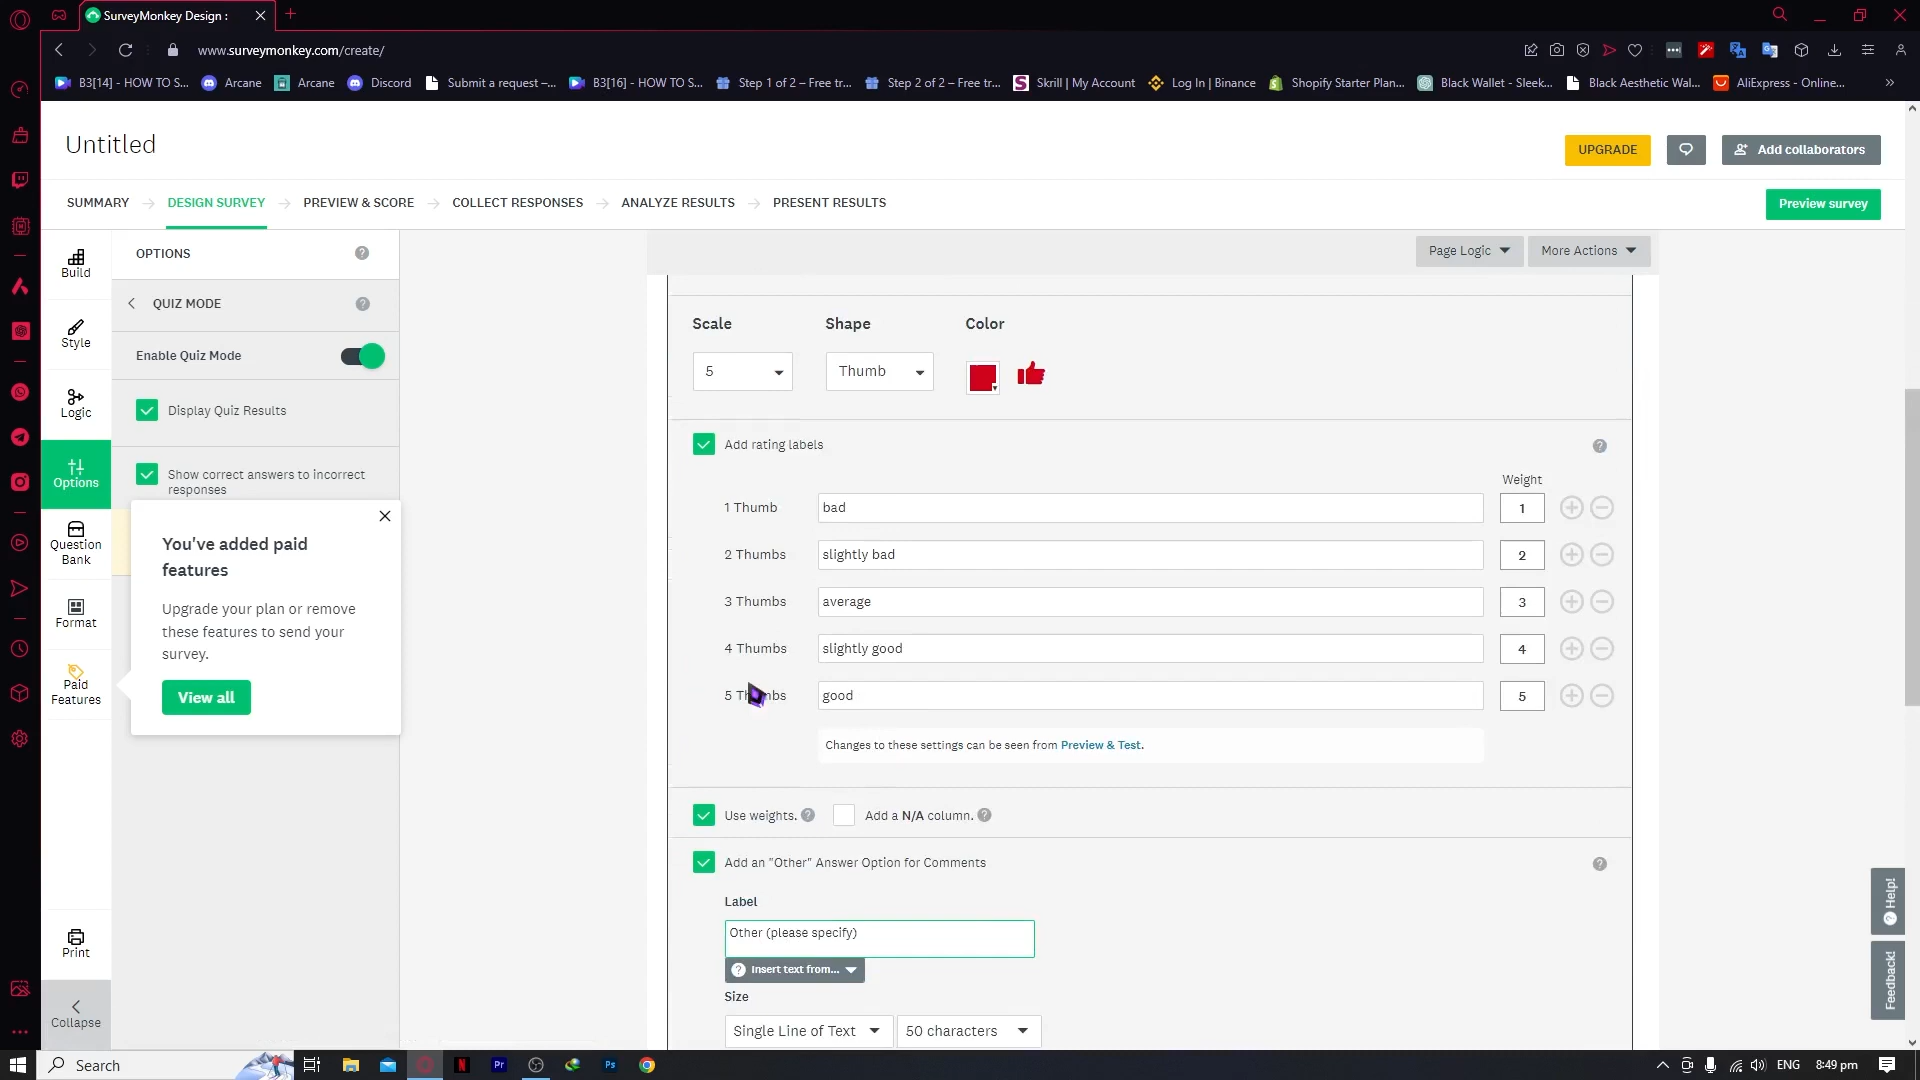 SurveyMonkey Design :
www.surveymonkey.com/create/
B3[14] - HOW TO S...
Arcane
Arcane
Discord
Submit a request –...
B3[16] - HOW TO S...
Step 1 of 2 – Free tr...
Step 2 of 2 – Free tr...
Skrill | My Account
Log In | Binance
Shopify Starter Plan...
Black Wallet - Sleek...
Black Aesthetic Wal...
AliExpress - Online...
Untitled
UPGRADE
Add collaborators
SUMMARY
DESIGN SURVEY
PREVIEW & SCORE
COLLECT RESPONSES
ANALYZE RESULTS
PRESENT RESULTS
Preview survey
Build
Style
Logic
Options
Question
Bank
Format
Paid
Features
Print
Collapse
OPTIONS
QUIZ MODE
Enable Quiz Mode
Display Quiz Results
Show correct answers to incorrect
responses
You've added paid
features
Upgrade your plan or remove
these features to send your
survey.
View all
Page Logic
More Actions
Scale
Shape
Color
5
Thumb
Add rating labels
Weight
1 Thumb
bad
1
2 Thumbs
slightly bad
2
3 Thumbs
average
3
4 Thumbs
slightly good
4
5 Thumbs
good
5
Changes to these settings can be seen from Preview & Test.
Use weights.
Add a N/A column.
Add an "Other" Answer Option for Comments
Label
Other (please specify)
Insert text from...
Size
Single Line of Text
50 characters
Help!
Feedback!
Search
Pr
Ps
ENG
8:49 pm